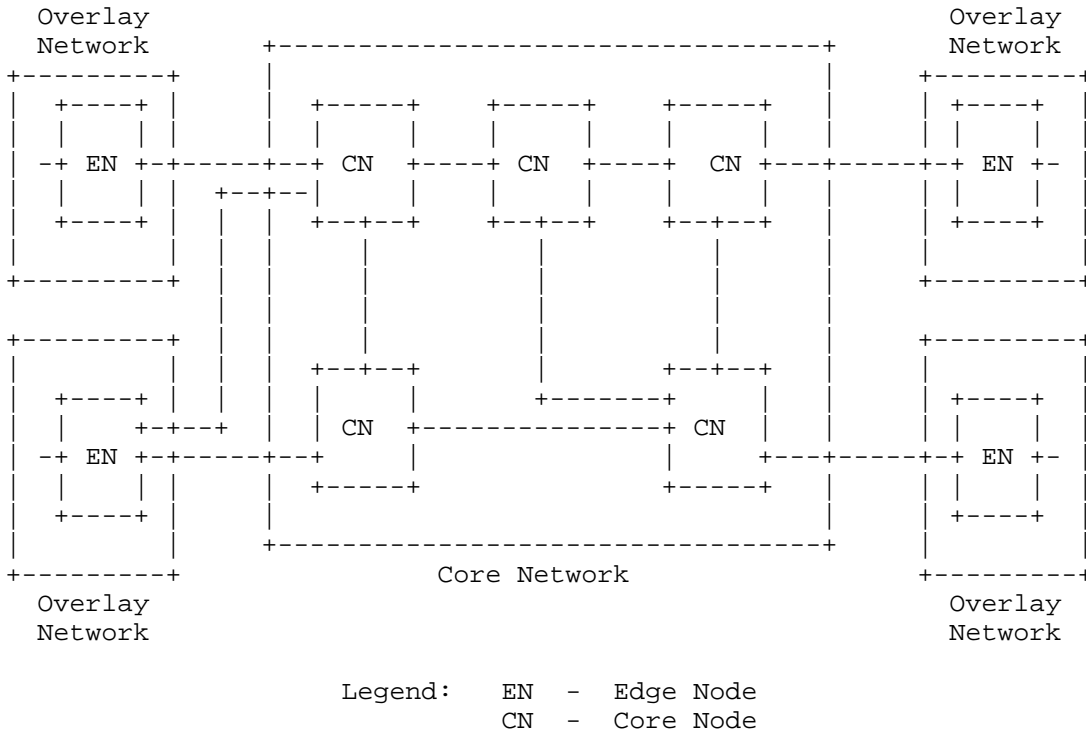 Overlay Overlay
Network Network
EN CN CN CN EN
CN CN
EN EN
Core Network
Overlay Overlay
Network Network
Legend: EN - Edge Node
CN - Core Node